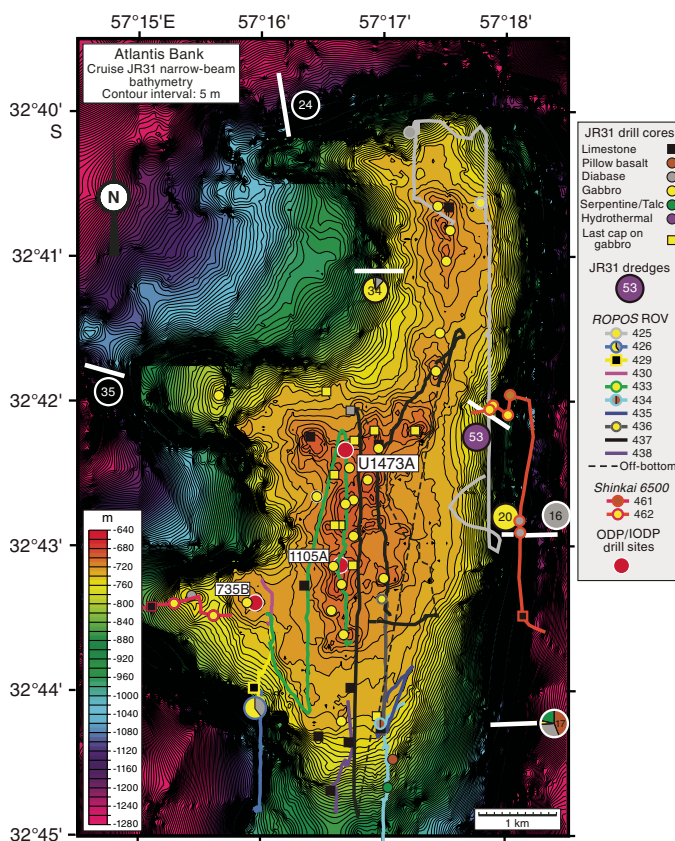 57°15'E 57°16' 57°17' 57°18'
Atlantis Bank
Cruise JR31 narrow-beam
bathymetry
Contour interval: 5 m
32°40'
S
24
N
JR31 drill cores
Limestone
Pillow basalt
Diabase
Gabbro
Serpentine/Talc
Hydrothermal
Last cap on
gabbro
32°41'
34
JR31 dredges
53
ROPOS ROV
425
426
429
430
433
434
435
436
437
438
Off-bottom
35
32°42'
53
U1473A
Shinkai 6500
461
462
20
16
ODP/IODP
drill sites
32°43'
1105A
735B
m
-640
-680
-720
-760
-800
-840
-880
-920
-960
-1000
-1040
-1080
-1120
-1160
-1200
-1240
-1280
32°44'
17
1 km
32°45'